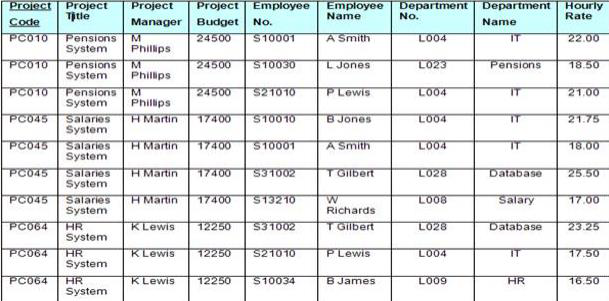 Project Code Project Title Project Manager Project Budget Employee No. Employee Name Department No. Department Name Hourly Rate
PC010 Pensions System M Phillips 24500 S10001 A Smith L004 IT 22.00
PC010 Pensions System M Phillips 24500 S10030 L Jones L023 Pensions 18.50
PC010 Pensions System M Phillips 24500 S21010 P Lewis L004 IT 21.00
PC045 Salaries System H Martin 17400 S10010 B Jones L004 IT 21.75
PC045 Salaries System H Martin 17400 S10001 A Smith L004 IT 18.00
PC045 Salaries System H Martin 17400 S31002 T Gilbert L028 Database 25.50
PC045 Salaries System H Martin 17400 S13210 W Richards L008 Salary 17.00
PC064 HR System K Lewis 12250 S31002 T Gilbert L028 Database 23.25
PC064 HR System K Lewis 12250 S21010 P Lewis L004 IT 17.50
PC064 HR System K Lewis 12250 S10034 B James L009 HR 16.50